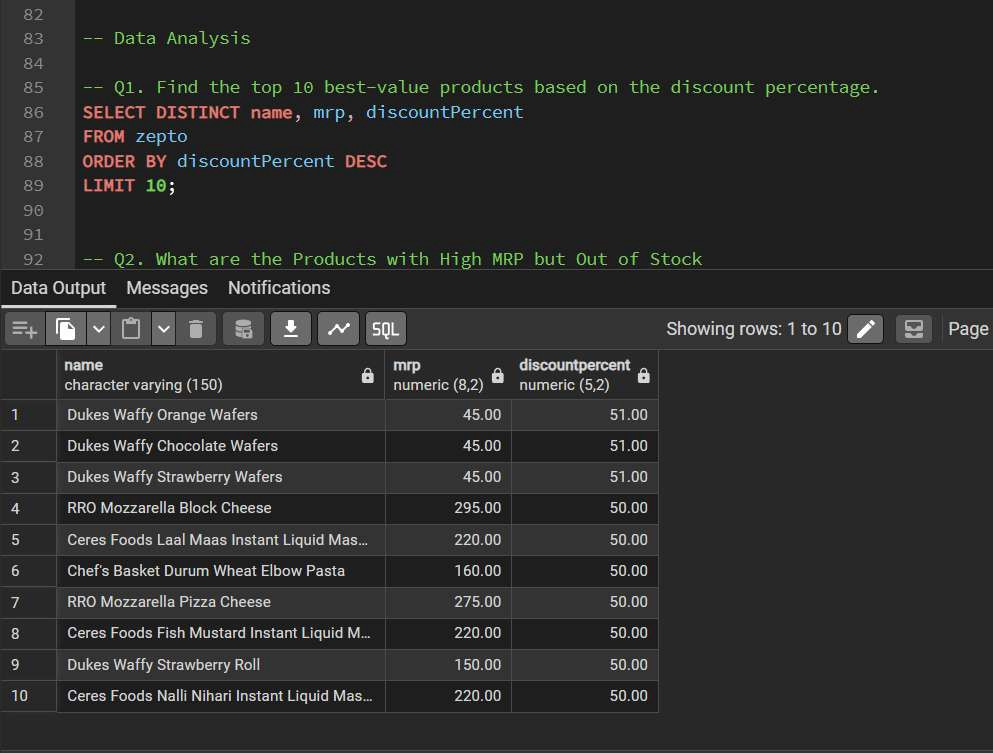 82
83 -- Data Analysis
84
85 -- Q1. Find the top 10 best-value products based on the discount percentage.
86 SELECT DISTINCT name, mrp, discountPercent
87 FROM zepto
88 ORDER BY discountPercent DESC
89 LIMIT 10;
90
91
92 -- Q2. What are the Products with High MRP but Out of Stock
Data Output Messages Notifications
SQL Showing rows: 1 to 10 Page
name mrp discountpercent
character varying (150) numeric (8,2) numeric (5,2)
1 Dukes Waffy Orange Wafers 45.00 51.00
2 Dukes Waffy Chocolate Wafers 45.00 51.00
3 Dukes Waffy Strawberry Wafers 45.00 51.00
4 RRO Mozzarella Block Cheese 295.00 50.00
5 Ceres Foods Laal Maas Instant Liquid Mas... 220.00 50.00
6 Chef's Basket Durum Wheat Elbow Pasta 160.00 50.00
7 RRO Mozzarella Pizza Cheese 275.00 50.00
8 Ceres Foods Fish Mustard Instant Liquid M... 220.00 50.00
9 Dukes Waffy Strawberry Roll 150.00 50.00
10 Ceres Foods Nalli Nihari Instant Liquid Mas... 220.00 50.00